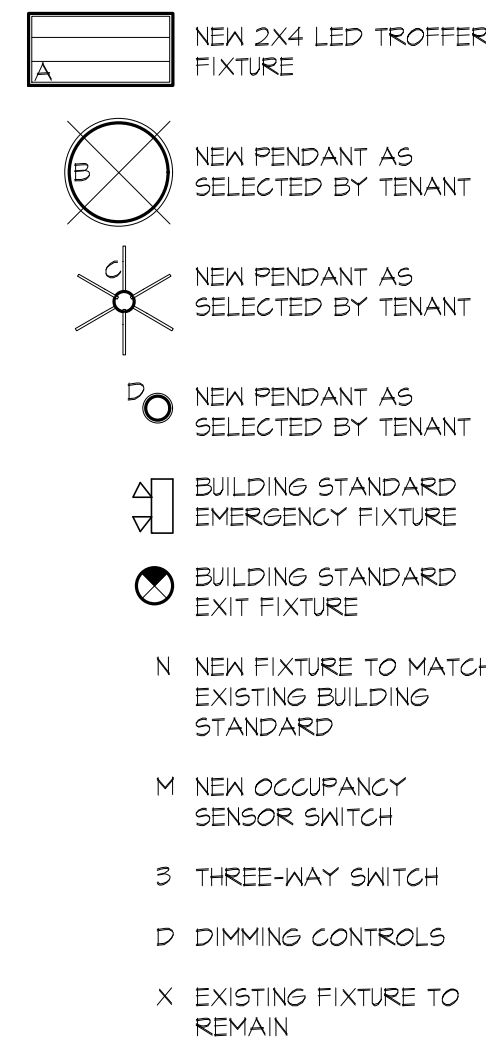 A NEW 2X4 LED TROFFER
FIXTURE
B NEW PENDANT AS
SELECTED BY TENANT
C NEW PENDANT AS
SELECTED BY TENANT
D NEW PENDANT AS
SELECTED BY TENANT
BUILDING STANDARD
EMERGENCY FIXTURE
BUILDING STANDARD
EXIT FIXTURE
N NEW FIXTURE TO MATCH
EXISTING BUILDING
STANDARD
M NEW OCCUPANCY
SENSOR SWITCH
3 THREE-WAY SWITCH
D DIMMING CONTROLS
X EXISTING FIXTURE TO
REMAIN